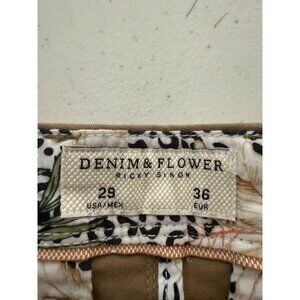 DENIM & FLOWER
RICKY SINGH
29 36
USA/MEX EUR